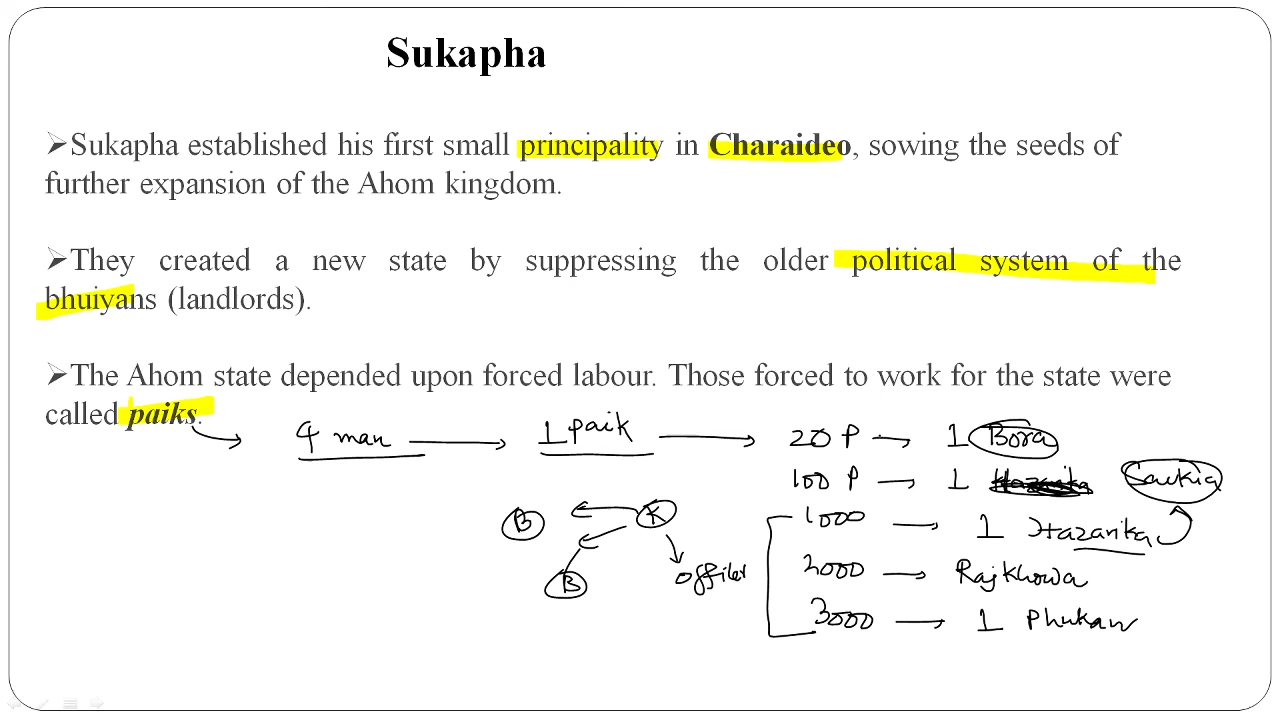 Sukapha
➢Sukapha established his first small principality in Charaideo, sowing the seeds of
further expansion of the Ahom kingdom.
➢They created a new state by suppressing the older political system of the
bhuiyans (landlords).
➢The Ahom state depended upon forced labour. Those forced to work for the state were
called paiks.
4 man → 1 paik → 20 P → 1 Bora
100 P → 1 Saikia
B ← K 1000 → 1 Hazarika
B officer 2000 → Rajkhowa
3000 → 1 Phukan